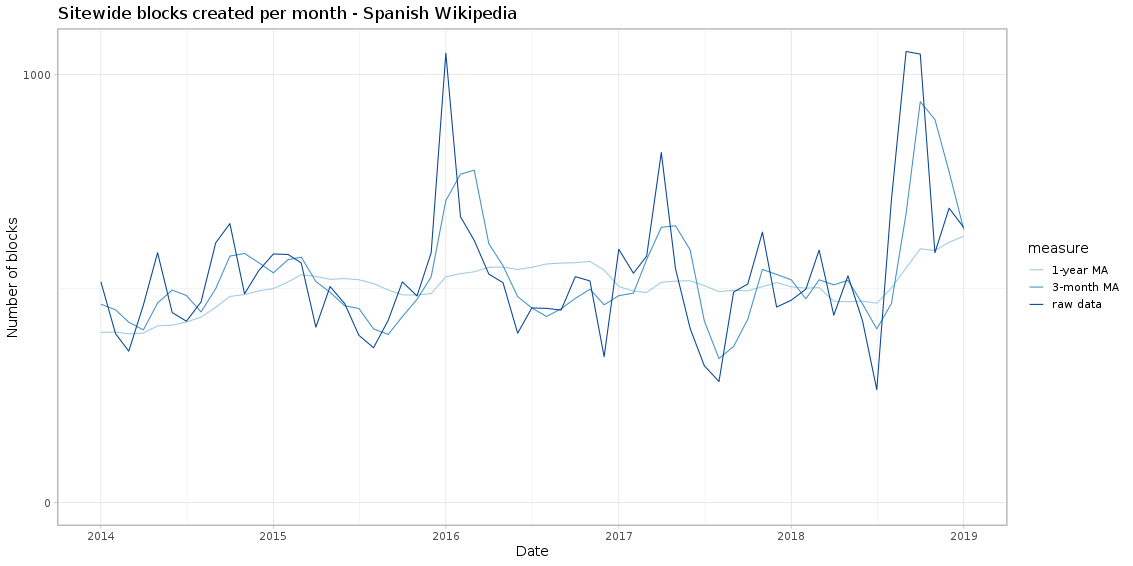 Sitewide blocks created per month - Spanish Wikipedia
Number of blocks
1000
0
2014
2015
2016
2017
2018
2019
Date
measure
1-year MA
3-month MA
raw data